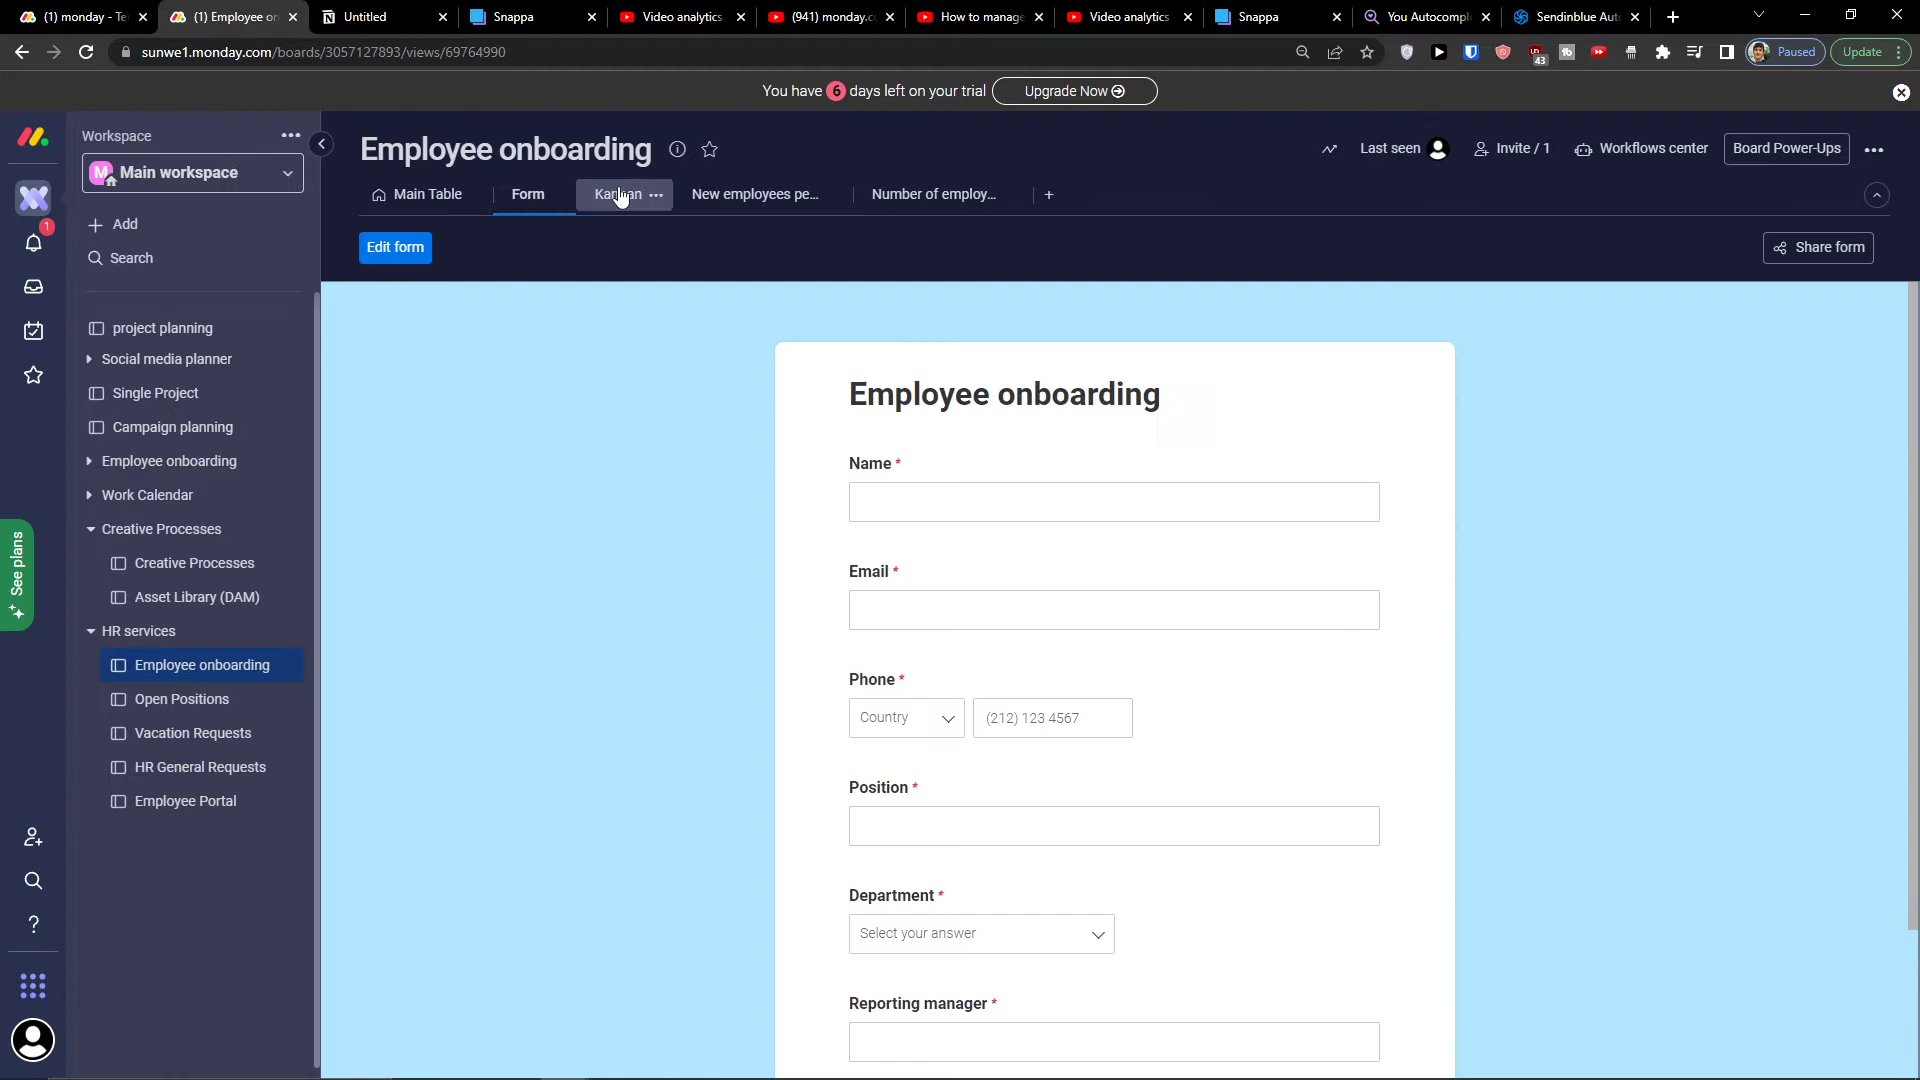 (1) monday - Te
(1) Employee on
Untitled
Snappa
Video analytics
(941) monday.c
How to manage
Video analytics
Snappa
You Autocompl
Sendinblue Aut
sunwe1.monday.com/boards/3057127893/views/69764990
43
Paused
Update
You have 6 days left on your trial
Upgrade Now
Workspace
M
Main workspace
Add
Search
1
project planning
Social media planner
Single Project
Campaign planning
Employee onboarding
Work Calendar
Creative Processes
Creative Processes
Asset Library (DAM)
HR services
Employee onboarding
Open Positions
Vacation Requests
HR General Requests
Employee Portal
See plans
Employee onboarding
Last seen
Invite / 1
Workflows center
Board Power-Ups
Main Table
Form
New employees pe...
Number of employ...
Edit form
Share form
Employee onboarding
Name *
Email *
Phone *
Country
(212) 123 4567
Position *
Department *
Select your answer
Reporting manager *